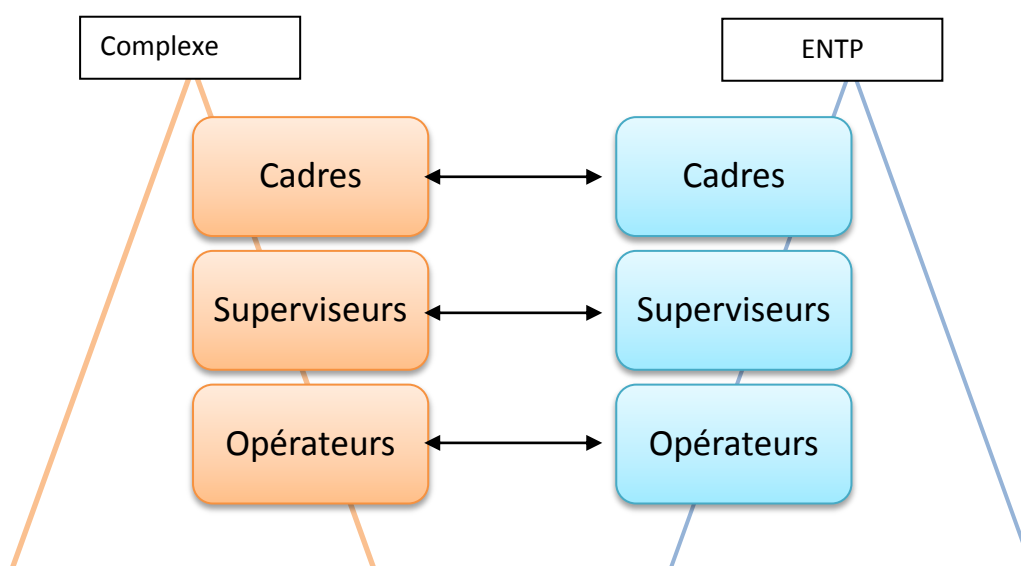 Complexe
ENTP
Cadres
Cadres
Superviseurs
Superviseurs
Opérateurs
Opérateurs